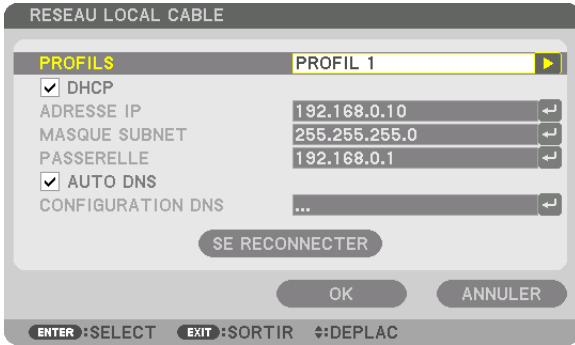 RESEAU LOCAL CABLE
PROFILS PROFIL 1
DHCP
ADRESSE IP 192.168.0.10
MASQUE SUBNET 255.255.255.0
PASSERELLE 192.168.0.1
AUTO DNS
CONFIGURATION DNS ...
SE RECONNECTER
OK ANNULER
ENTER:SELECT EXIT:SORTIR :DEPLAC